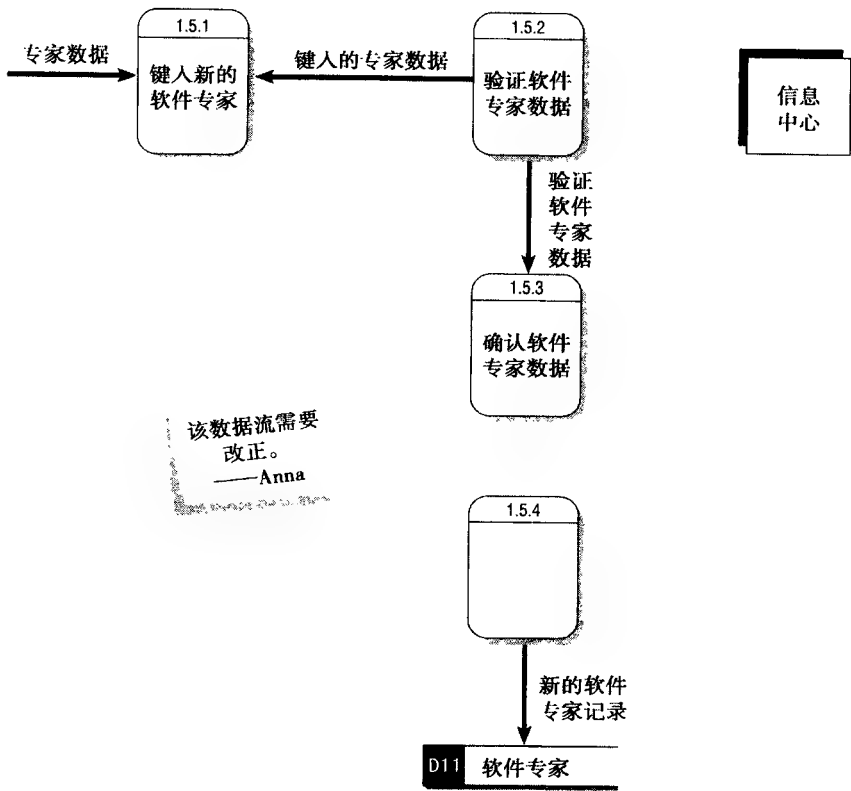 专家数据
1.5.1
键入新的
软件专家
键入的专家数据
1.5.2
验证软件
专家数据
信息
中心
验证
软件
专家
数据
1.5.3
确认软件
专家数据
该数据流需要
改正。
——Anna
1.5.4
新的软件
专家记录
D11
软件专家